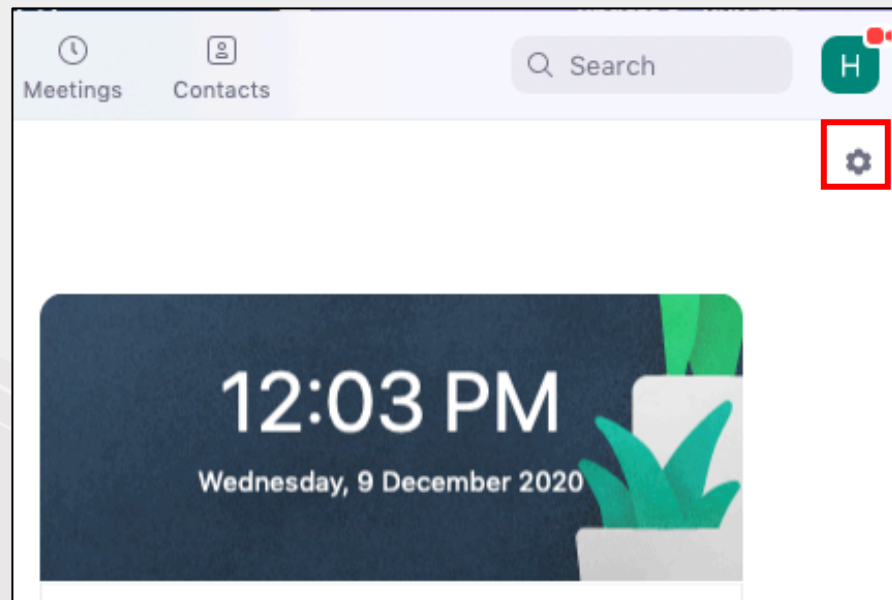 Meetings
Contacts
Search
H
12:03 PM
Wednesday, 9 December 2020